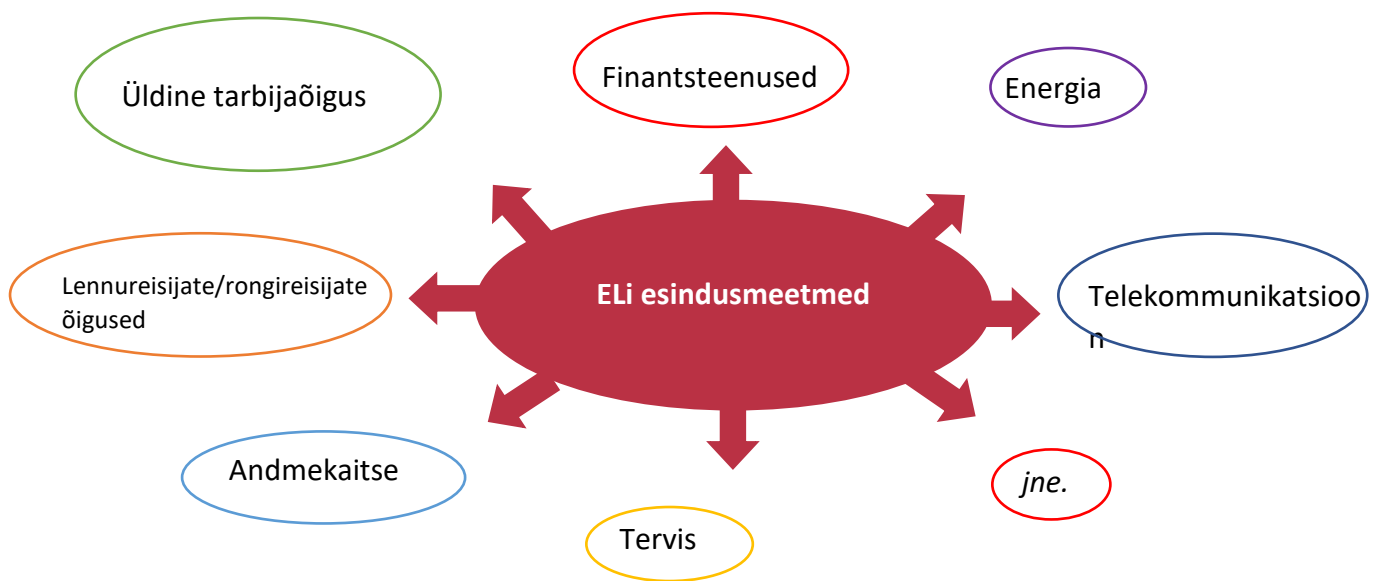 Üldine tarbijaõigus
Finantsteenused
Energia
Lennureisijate/rongireisijate
õigused
ELi esindusmeetmed
Telekommunikatsioo
n
Andmekaitse
Tervis
jne.